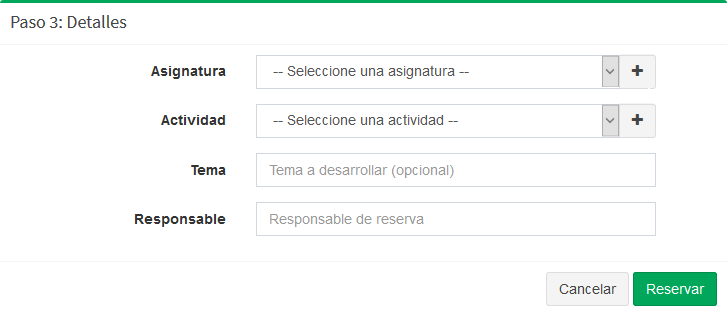 Paso 3: Detalles
Asignatura -- Seleccione una asignatura -- +
Actividad -- Seleccione una actividad -- +
Tema Tema a desarrollar (opcional)
Responsable Responsable de reserva
Cancelar Reservar